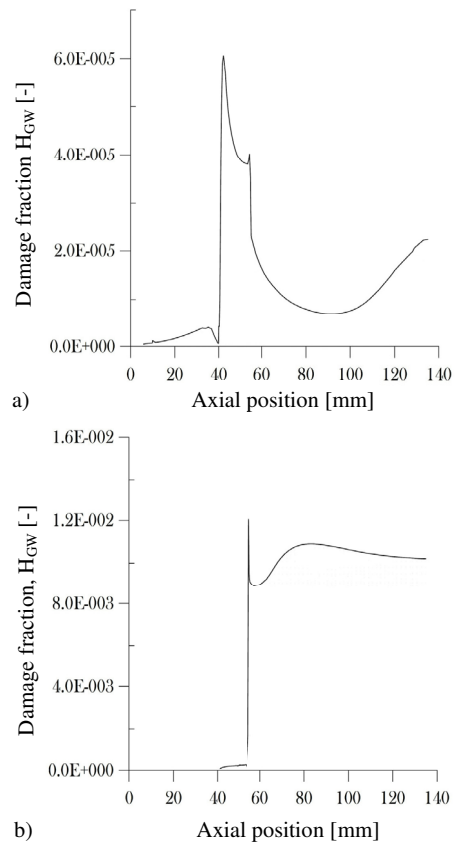 6.0E-005
4.0E-005
2.0E-005
0.0E+000
Damage fraction H_GW [-]
0 20 40 60 80 100 120 140
a) Axial position [mm]
1.6E-002
1.2E-002
8.0E-003
4.0E-003
0.0E+000
Damage fraction, H_GW [-]
0 20 40 60 80 100 120 140
b) Axial position [mm]